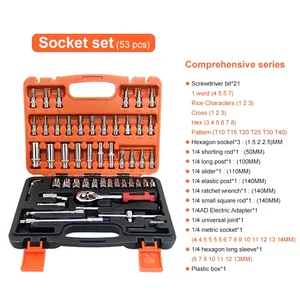 Socket set (53 pcs)
Comprehensive series
• Screwdriver bit*21
1 word (4 5 5.5 7)
Rice Characters (1 2 3)
Cross (1 2 3)
Hex (3 4 5 6 7 8)
Pattern (T10 T15 T20 T25 T30 T40)
• Hexagon socket*3 : (1.5 2 2.5)MM
• 1/4 shorting rod*1 : (50MM)
• 1/4 long post*1 : (100MM)
• 1/4 slider*1 : (110MM)
• 1/4 elastic post*1 : (140MM)
• 1/4 ratchet wrench*1 : (140MM)
• 1/4 small square rod*1 : (140MM)
• 1/4AD Electric Adapter*1
• 1/4 universal joint*1
• 1/4 metric socket*1
(4 4.5 5 5.5 6 7 8 9 10 11 12 13 14MM)
• 1/4 hexagon long sleeve*1
(6 7 8 10 11 12 13MM)
• Plastic box*1